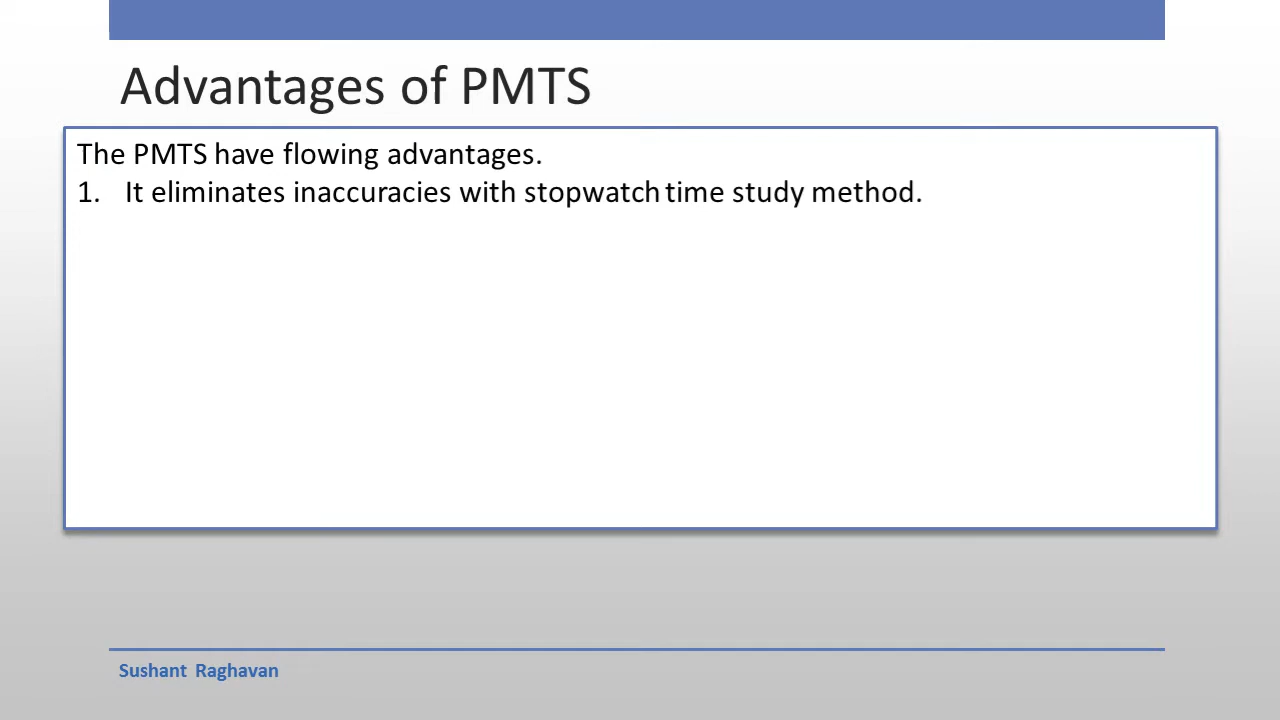 Advantages of PMTS
The PMTS have flowing advantages.
1. It eliminates inaccuracies with stopwatch time study method.
Sushant Raghavan